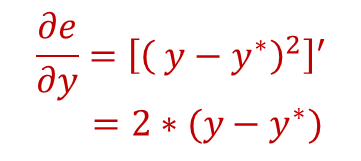 ∂e/∂y = [( y − y*)²]′
= 2 ∗ (y − y*)